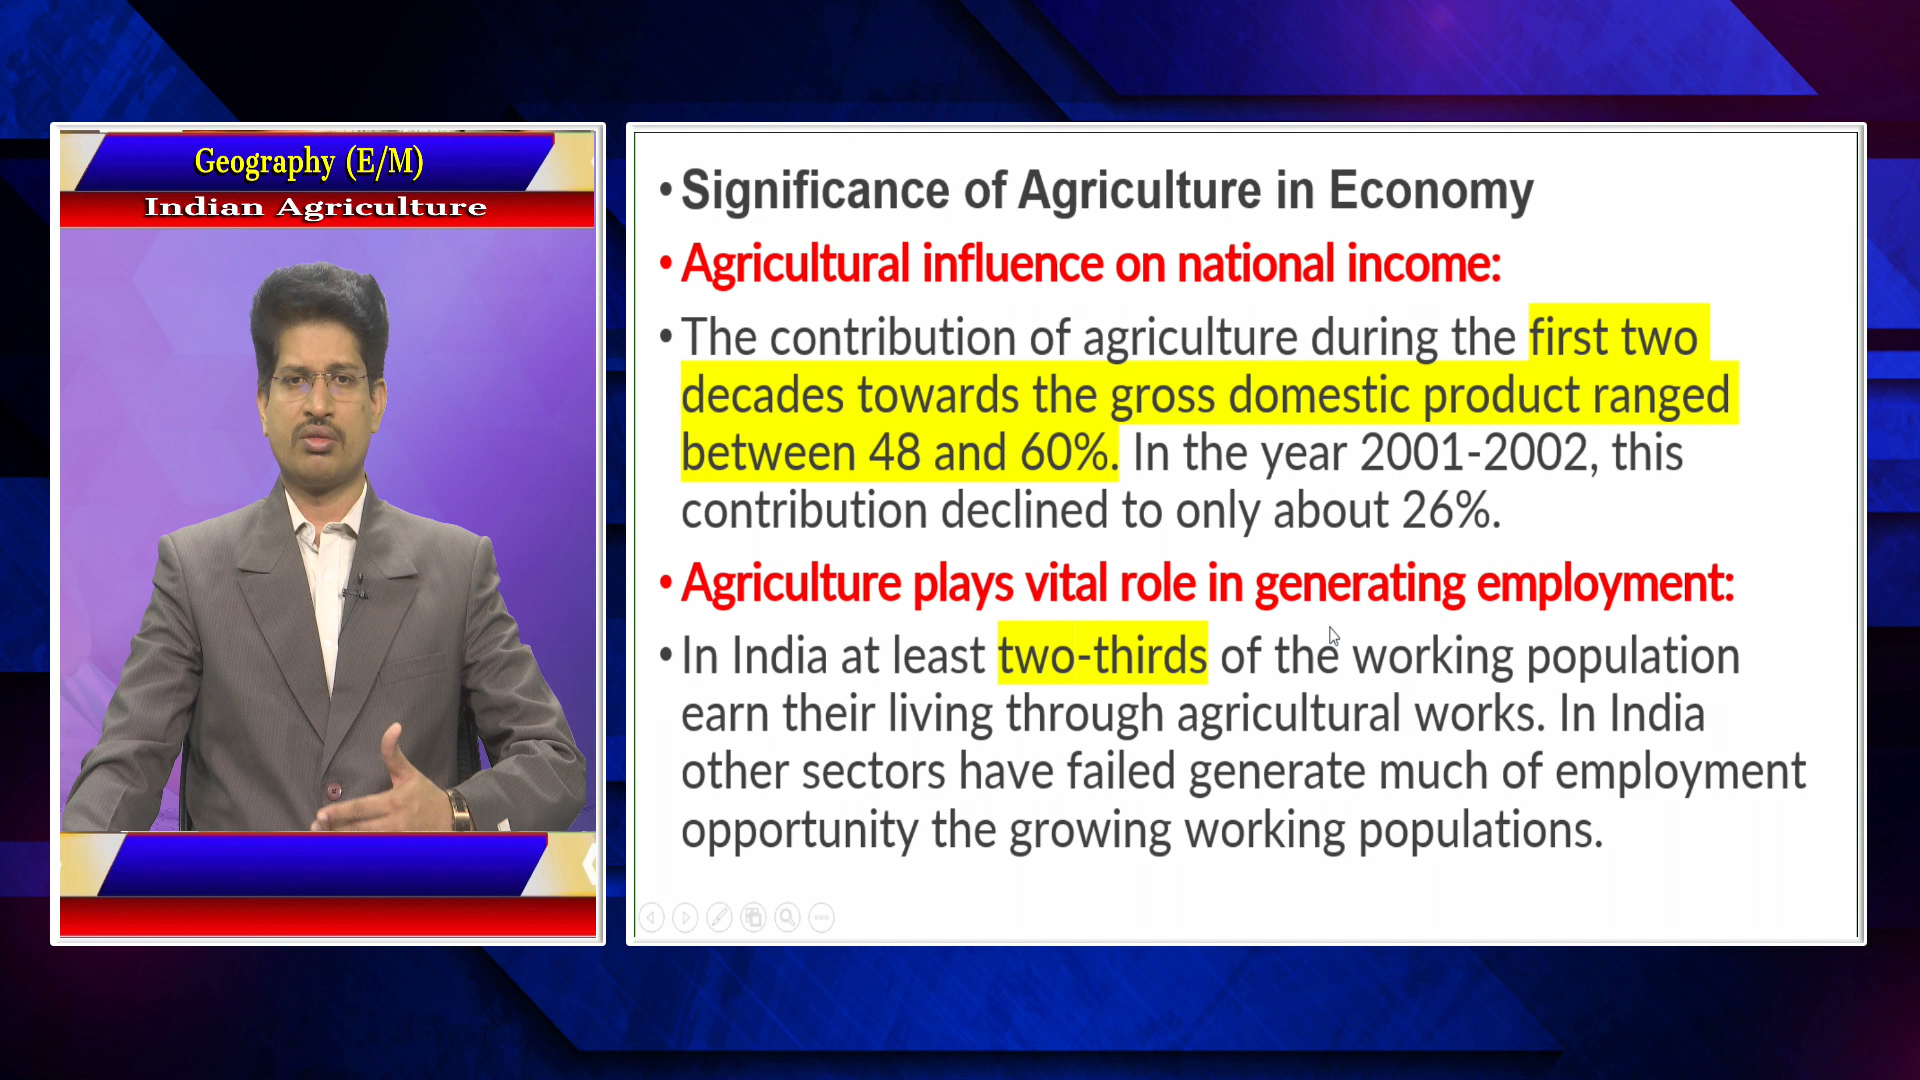 Geography (E/M)
Indian Agriculture
• Significance of Agriculture in Economy
• Agricultural influence on national income:
• The contribution of agriculture during the first two
decades towards the gross domestic product ranged
between 48 and 60%. In the year 2001-2002, this
contribution declined to only about 26%.
• Agriculture plays vital role in generating employment:
• In India at least two-thirds of the working population
earn their living through agricultural works. In India
other sectors have failed generate much of employment
opportunity the growing working populations.